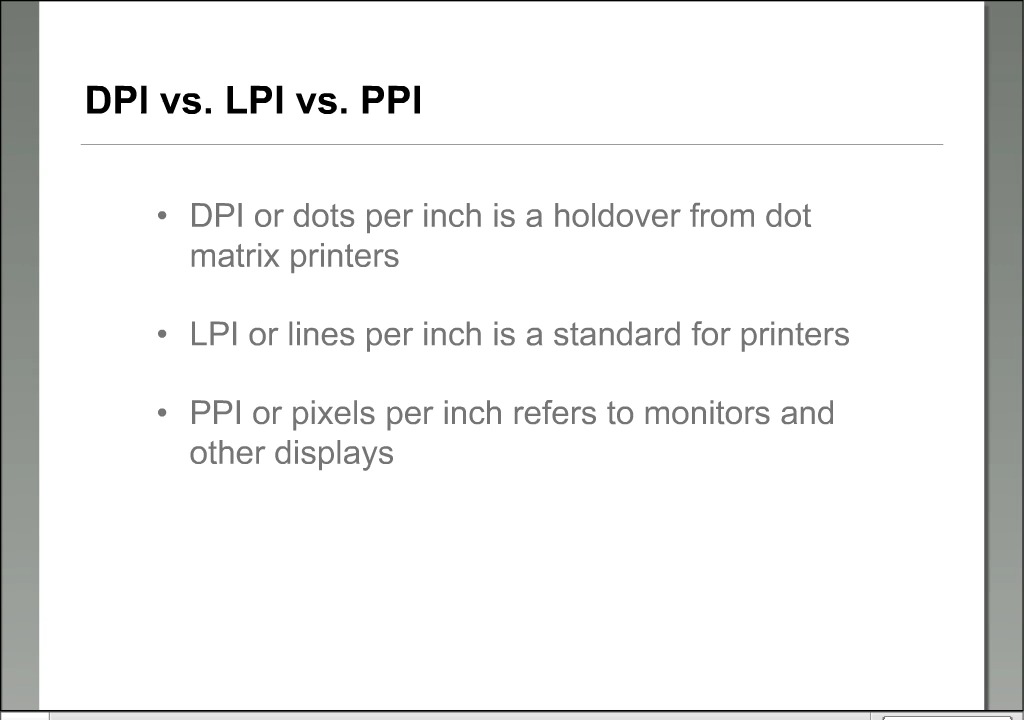 DPI vs. LPI vs. PPI
• DPI or dots per inch is a holdover from dot
matrix printers
• LPI or lines per inch is a standard for printers
• PPI or pixels per inch refers to monitors and
other displays